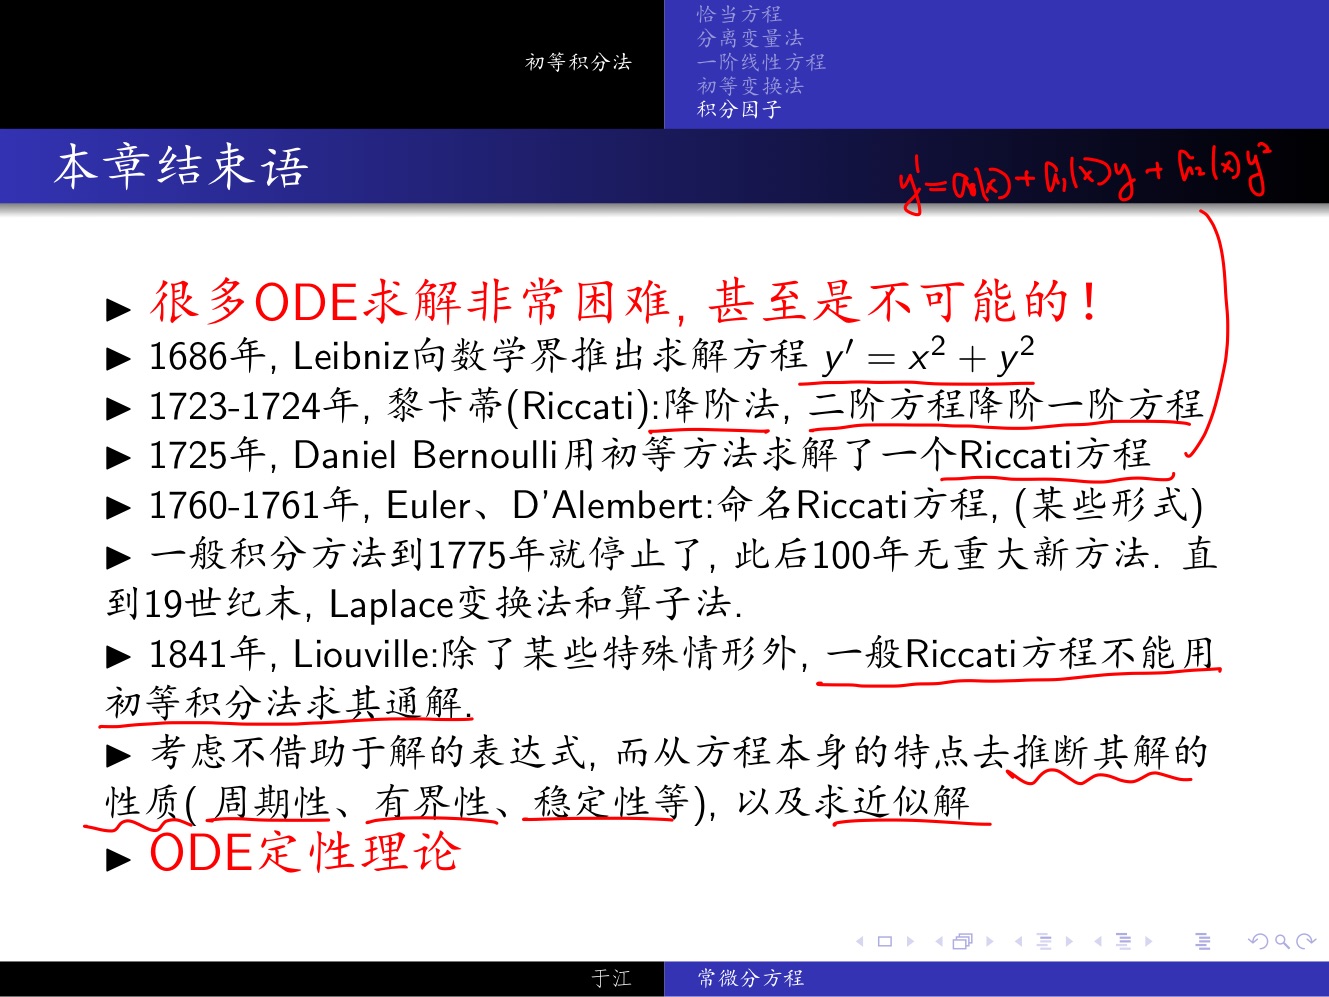 初等积分法
恰当方程
分离变量法
一阶线性方程
初等变换法
积分因子
本章结束语
y' = a₀(x) + a₁(x)y + a₂(x)y²
▶ 很多ODE求解非常困难, 甚至是不可能的!
▶ 1686年, Leibniz向数学界推出求解方程 y′ = x² + y²
▶ 1723-1724年, 黎卡蒂(Riccati):降阶法, 二阶方程降阶一阶方程
▶ 1725年, Daniel Bernoulli用初等方法求解了一个Riccati方程
▶ 1760-1761年, Euler、D'Alembert:命名Riccati方程, (某些形式)
▶ 一般积分方法到1775年就停止了, 此后100年无重大新方法. 直
到19世纪末, Laplace变换法和算子法.
▶ 1841年, Liouville:除了某些特殊情形外, 一般Riccati方程不能用
初等积分法求其通解.
▶ 考虑不借助于解的表达式, 而从方程本身的特点去推断其解的
性质( 周期性、有界性、稳定性等), 以及求近似解
▶ ODE定性理论
于江
常微分方程